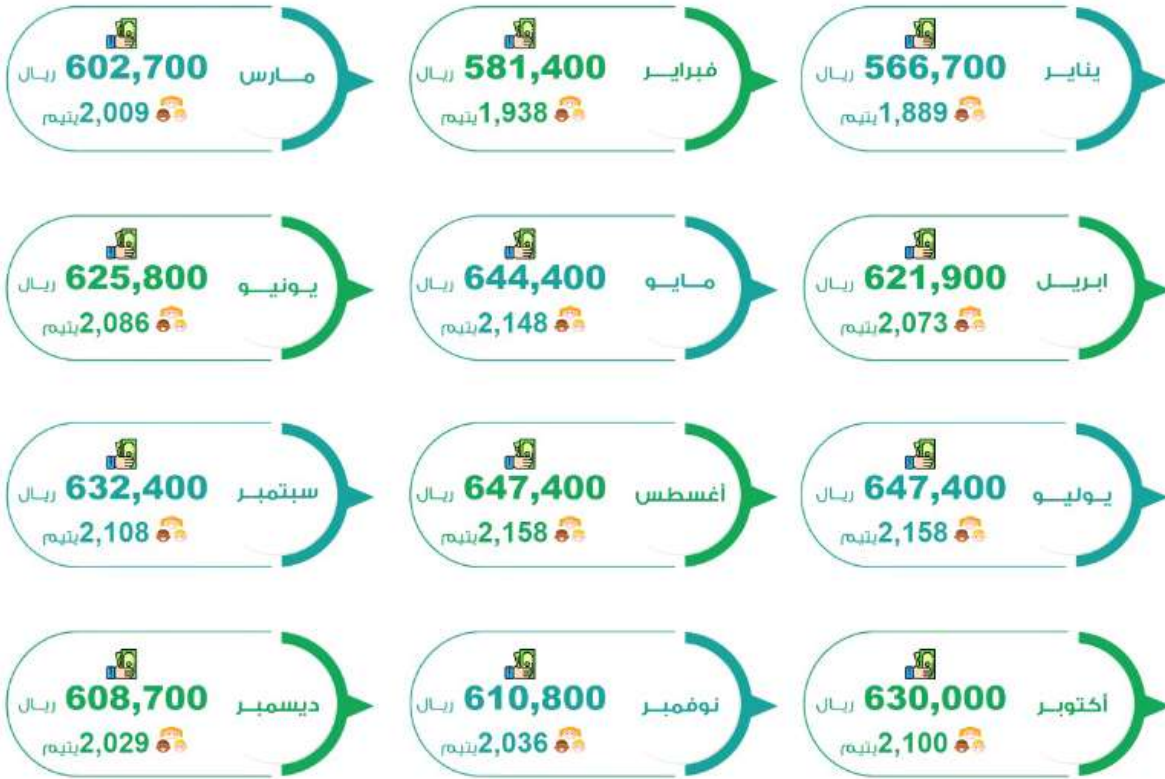 يناير
566,700 ريال
1,889 يتيم
فبراير
581,400 ريال
1,938 يتيم
مارس
602,700 ريال
2,009 يتيم
ابريل
621,900 ريال
2,073 يتيم
مايو
644,400 ريال
2,148 يتيم
يونيو
625,800 ريال
2,086 يتيم
يوليو
647,400 ريال
2,158 يتيم
أغسطس
647,400 ريال
2,158 يتيم
سبتمبر
632,400 ريال
2,108 يتيم
أكتوبر
630,000 ريال
2,100 يتيم
نوفمبر
610,800 ريال
2,036 يتيم
ديسمبر
608,700 ريال
2,029 يتيم